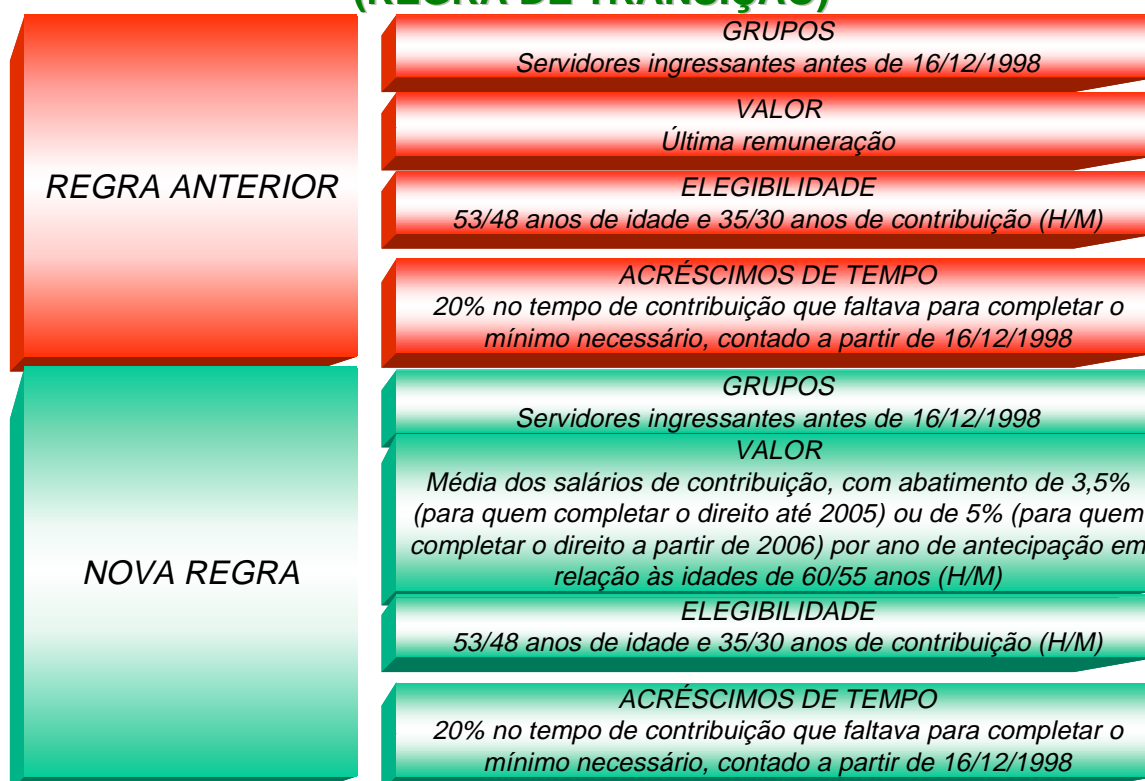 (REGRA DE TRANSIÇÃO)
REGRA ANTERIOR
GRUPOS
Servidores ingressantes antes de 16/12/1998
VALOR
Última remuneração
ELEGIBILIDADE
53/48 anos de idade e 35/30 anos de contribuição (H/M)
ACRÉSCIMOS DE TEMPO
20% no tempo de contribuição que faltava para completar o
mínimo necessário, contado a partir de 16/12/1998
NOVA REGRA
GRUPOS
Servidores ingressantes antes de 16/12/1998
VALOR
Média dos salários de contribuição, com abatimento de 3,5%
(para quem completar o direito até 2005) ou de 5% (para quem
completar o direito a partir de 2006) por ano de antecipação em
relação às idades de 60/55 anos (H/M)
ELEGIBILIDADE
53/48 anos de idade e 35/30 anos de contribuição (H/M)
ACRÉSCIMOS DE TEMPO
20% no tempo de contribuição que faltava para completar o
mínimo necessário, contado a partir de 16/12/1998